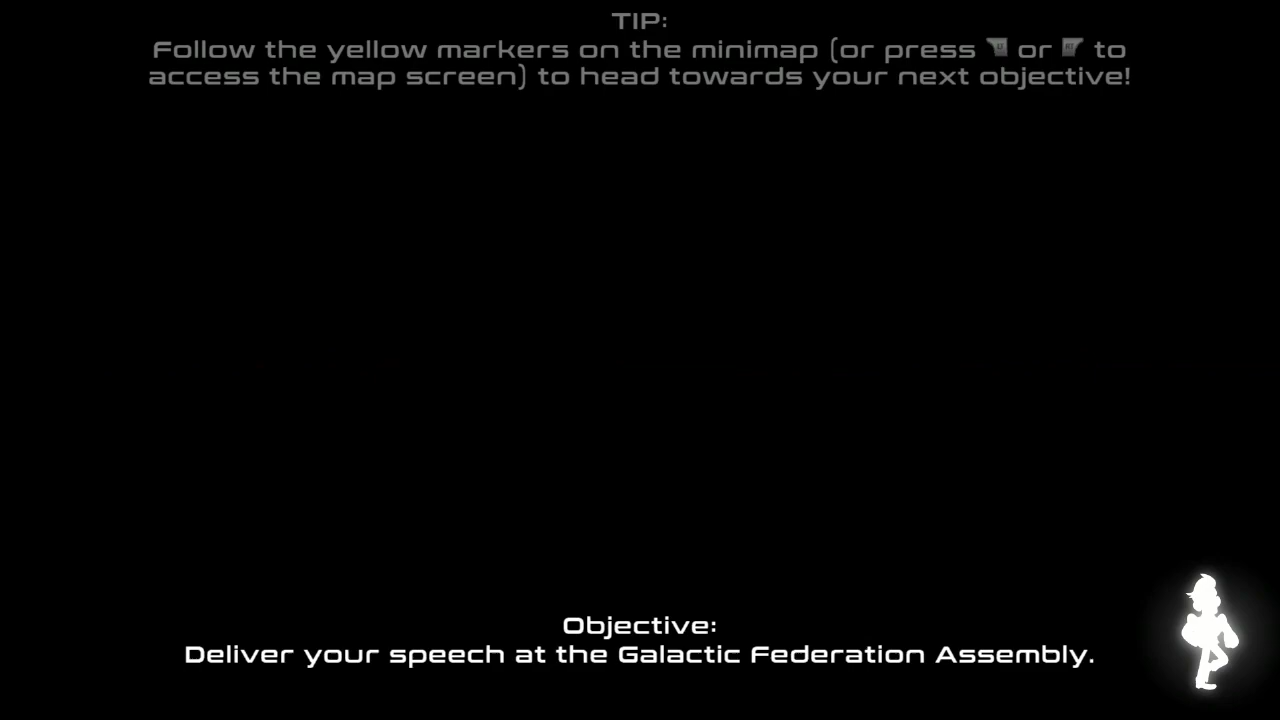 TIP:
Follow the yellow markers on the minimap (or press or to
access the map screen) to head towards your next objective!
Objective:
Deliver your speech at the Galactic Federation Assembly.